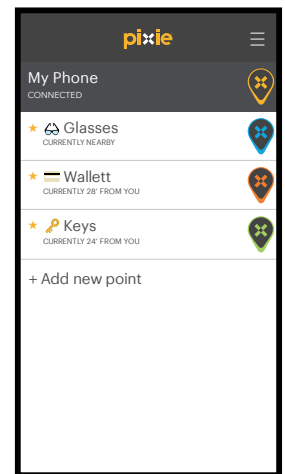 pixie
My Phone
CONNECTED
Glasses
CURRENTLY NEARBY
Wallett
CURRENTLY 28' FROM YOU
Keys
CURRENTLY 24' FROM YOU
+ Add new point